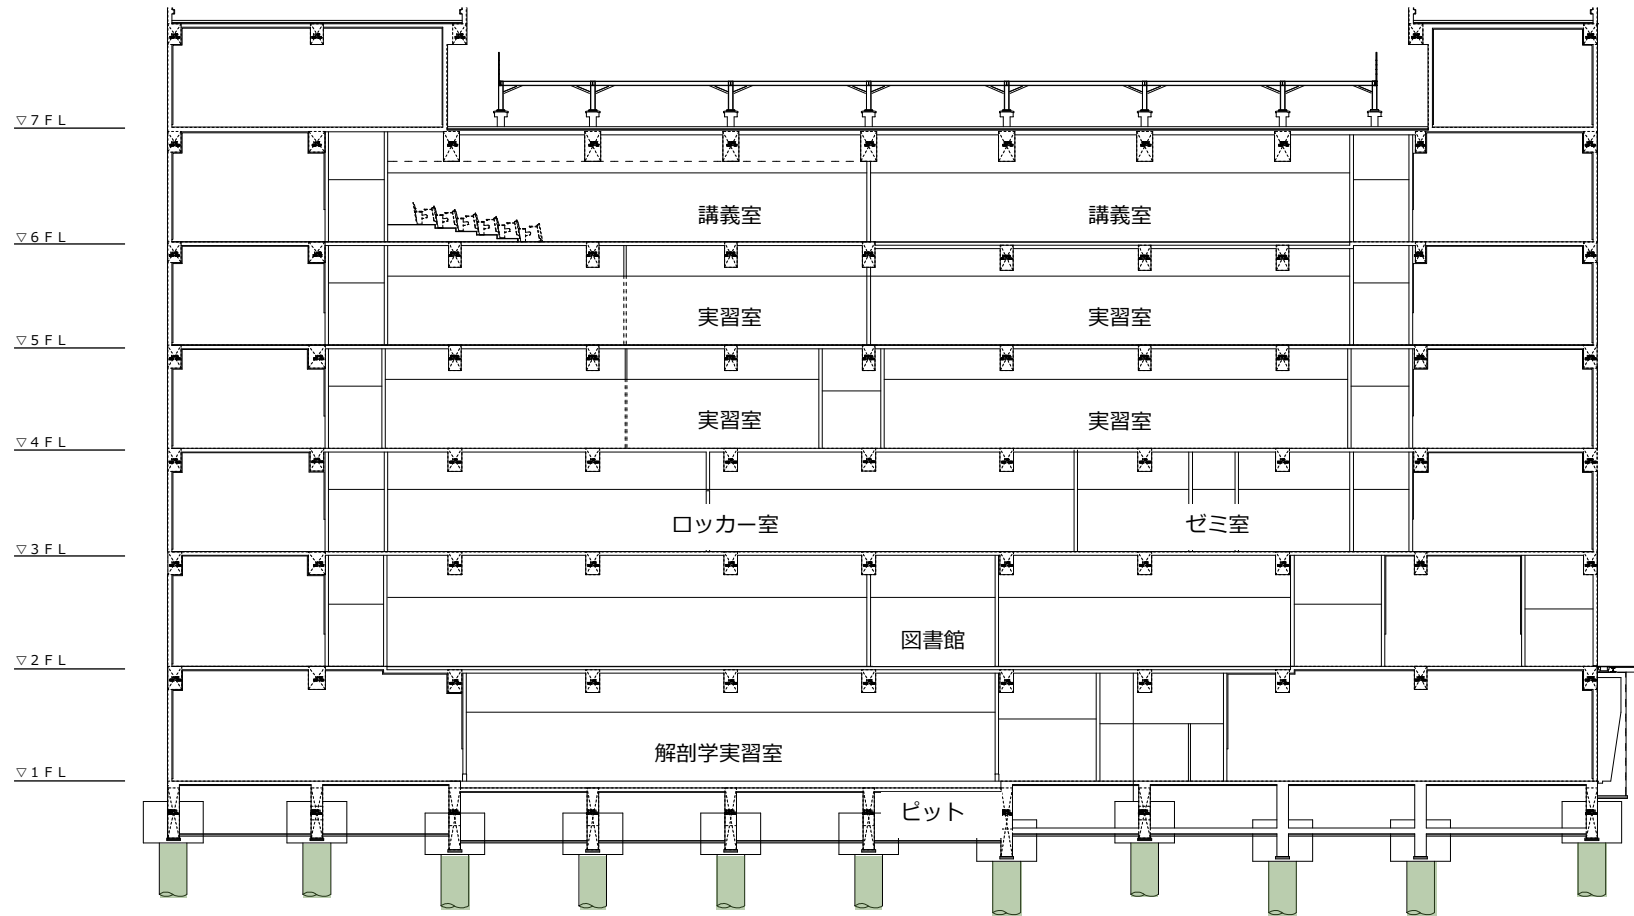 ▽7FL
▽6FL
講義室 講義室
▽5FL
実習室 実習室
▽4FL
実習室 実習室
▽3FL
ロッカー室 ゼミ室
▽2FL
図書館
▽1FL
解剖学実習室
ピット